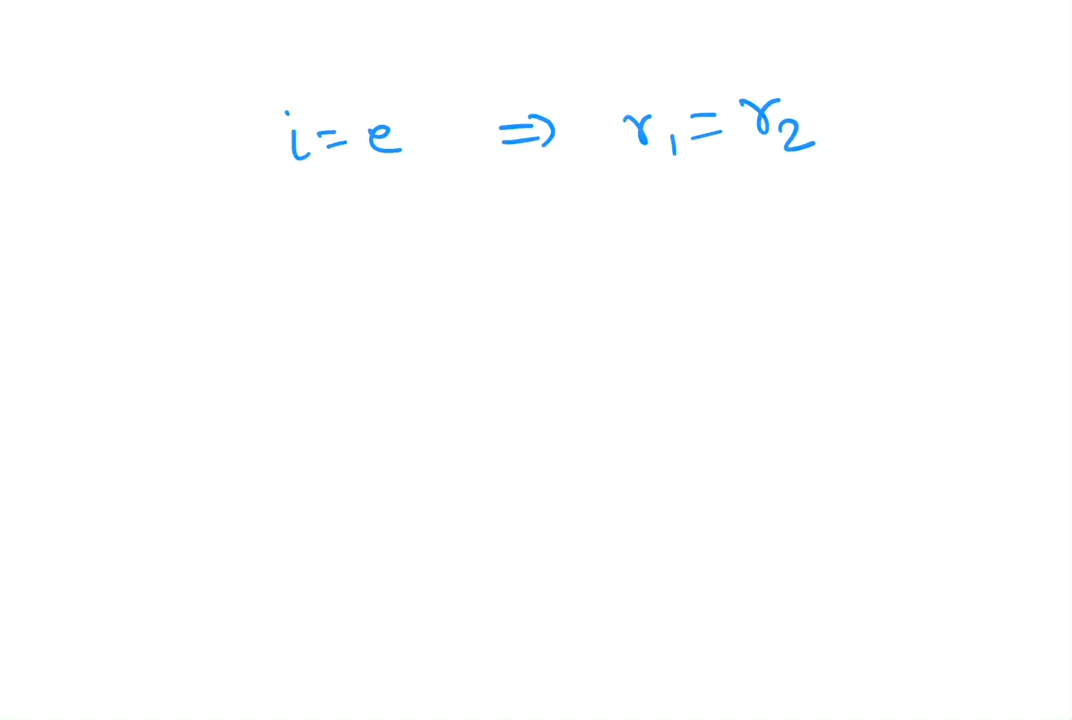 i = e ⇒ r₁ = r₂